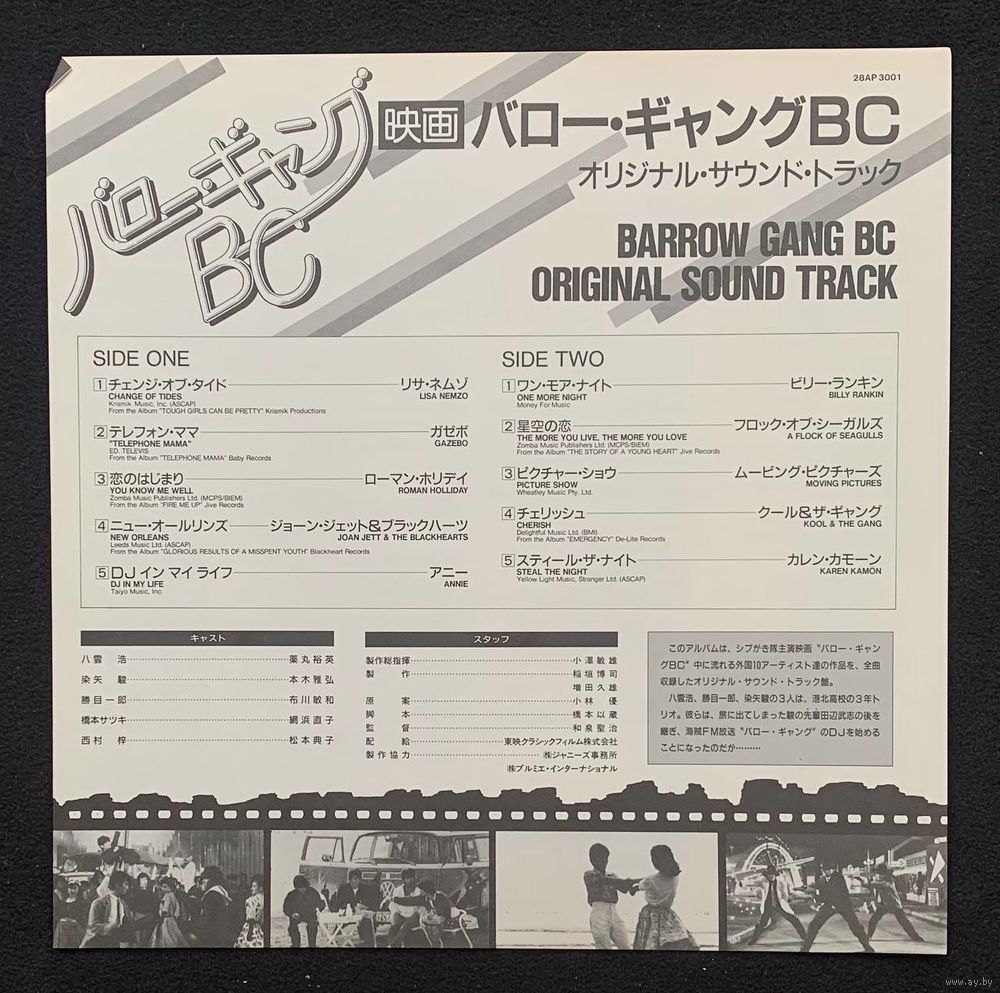 28AP 3001
バロー・ギャング
BC
映画 バロー・ギャングBC
オリジナル・サウンド・トラック
BARROW GANG BC
ORIGINAL SOUND TRACK
SIDE ONE
1 チェンジ・オブ・タイド リサ・ネムゾ
CHANGE OF TIDES LISA NEMZO
Krismik Music, Inc. (ASCAP)
From the Album "TOUGH GIRLS CAN BE PRETTY" Krismik Productions
2 テレフォン・ママ ガゼボ
"TELEPHONE MAMA" GAZEBO
ED. TELEVIS
From the Album "TELEPHONE MAMA" Baby Records
3 恋のはじまり ローマン・ホリデイ
YOU KNOW ME WELL ROMAN HOLLIDAY
Zomba Music Publishers Ltd. (MCPS/BIEM)
From the Album "FIRE ME UP" Jive Records
4 ニュー・オールリンズ ジョーン・ジェット&ブラックハーツ
NEW ORLEANS JOAN JETT & THE BLACKHEARTS
Leeds Music Ltd. (ASCAP)
From the Album "GLORIOUS RESULTS OF A MISSPENT YOUTH" Blackheart Records
5 DJ イン マイ ライフ アニー
DJ IN MY LIFE ANNIE
Taiyo Music, Inc.
SIDE TWO
1 ワン・モア・ナイト ビリー・ランキン
ONE MORE NIGHT BILLY RANKIN
Money For Music
2 星空の恋 フロック・オブ・シーガルズ
THE MORE YOU LIVE, THE MORE YOU LOVE A FLOCK OF SEAGULLS
Zomba Music Publishers Ltd. (MCPS/BIEM)
From the Album "THE STORY OF A YOUNG HEART" Jive Records
3 ピクチャー・ショウ ムービング・ピクチャーズ
PICTURE SHOW MOVING PICTURES
Wheatley Music Pty. Ltd.
4 チェリッシュ クール&ザ・ギャング
CHERISH KOOL & THE GANG
Delightful Music Ltd. (BMI)
From the Album "EMERGENCY" De-Lite Records
5 スティール・ザ・ナイト カレン・カモーン
STEAL THE NIGHT KAREN KAMON
Yellow Light Music, Stranger Ltd. (ASCAP)
キャスト
八雲 浩 薬丸裕英
染矢 駿 本木雅弘
勝目一郎 布川敏和
橋本サツキ 網浜直子
西村 梓 松本典子
スタッフ
製作総指揮 小澤敏雄
製作 稲垣博司
増田久雄
原案 小林 優
脚本 橋本以蔵
監督 和泉聖治
配給 東映クラシックフィルム株式会社
製作協力 ㈱ジャニーズ事務所
㈱プルミエ・インターナショナル
このアルバムは、シブがき隊主演映画“バロー・ギャン
グBC”中に流れる外国10アーティスト達の作品を、全曲
収録したオリジナル・サウンド・トラック盤。
八雲浩、勝目一郎、染矢駿の3人は、港北高校の3年ト
リオ。彼らは、旅に出てしまった駿の先輩田辺武志の後を
継ぎ、海賊FM放送“バロー・ギャング”のDJを始める
ことになったのだが………
www.ay.by